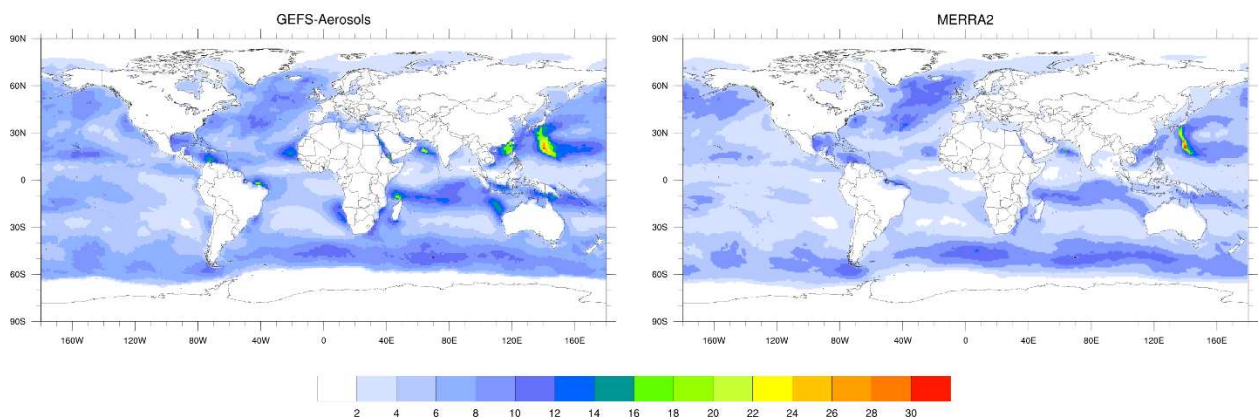 GEFS-Aerosols
MERRA2
90N
60N
30N
0
30S
60S
90S
160W
120W
80W
40W
0
40E
80E
120E
160E
90N
60N
30N
0
30S
60S
90S
160W
120W
80W
40W
0
40E
80E
120E
160E
2 4 6 8 10 12 14 16 18 20 22 24 26 28 30